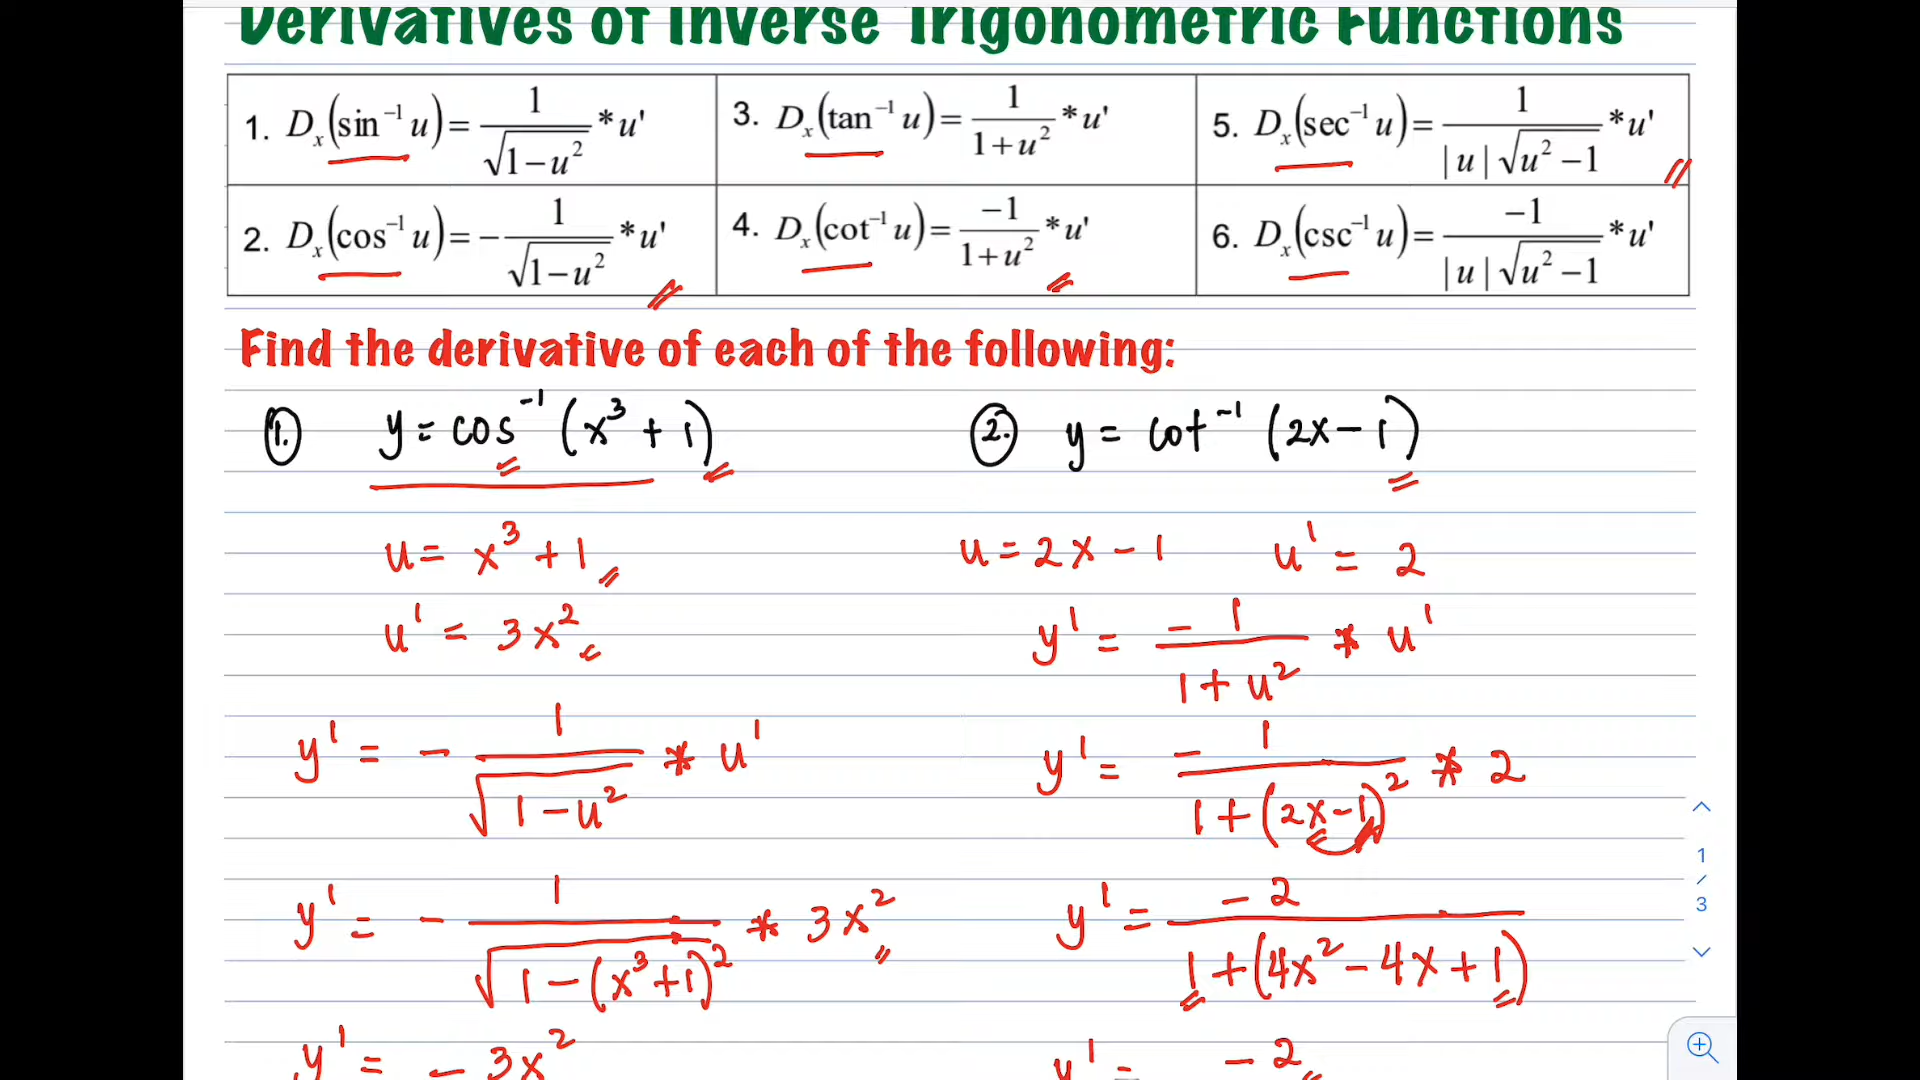 Derivatives of Inverse Trigonometric Functions
1. Dₓ(sin⁻¹ u) = 1/√(1−u²) * u'
3. Dₓ(tan⁻¹ u) = 1/(1+u²) * u'
5. Dₓ(sec⁻¹ u) = 1/(|u|√(u²−1)) * u'
2. Dₓ(cos⁻¹ u) = −1/√(1−u²) * u'
4. Dₓ(cot⁻¹ u) = −1/(1+u²) * u'
6. Dₓ(csc⁻¹ u) = −1/(|u|√(u²−1)) * u'
Find the derivative of each of the following:
1. y = cos⁻¹ (x³ + 1)
u = x³ + 1
u' = 3x²
y' = − 1/√(1−u²) * u'
y' = − 1/√(1−(x³+1)²) * 3x²
y' = − 3x²
2. y = cot⁻¹ (2x − 1)
u = 2x − 1 u' = 2
y' = −1/(1+u²) * u'
y' = −1/(1+(2x−1)²) * 2
y' = −2/(1+(4x²−4x+1))
y' = −2
1
/
3